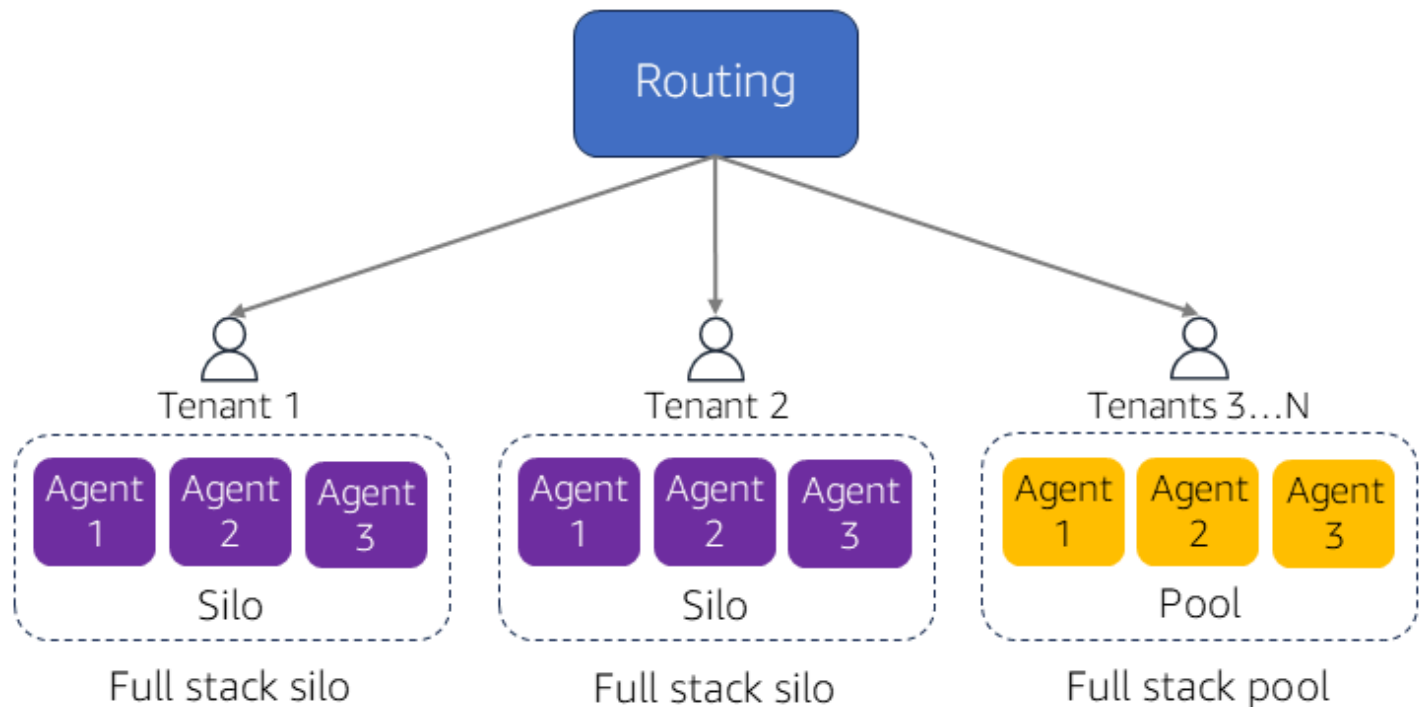 Routing
Tenant 1
Tenant 2
Tenants 3...N
Agent
1
Agent
2
Agent
3
Silo
Agent
1
Agent
2
Agent
3
Silo
Agent
1
Agent
2
Agent
3
Pool
Full stack silo
Full stack silo
Full stack pool